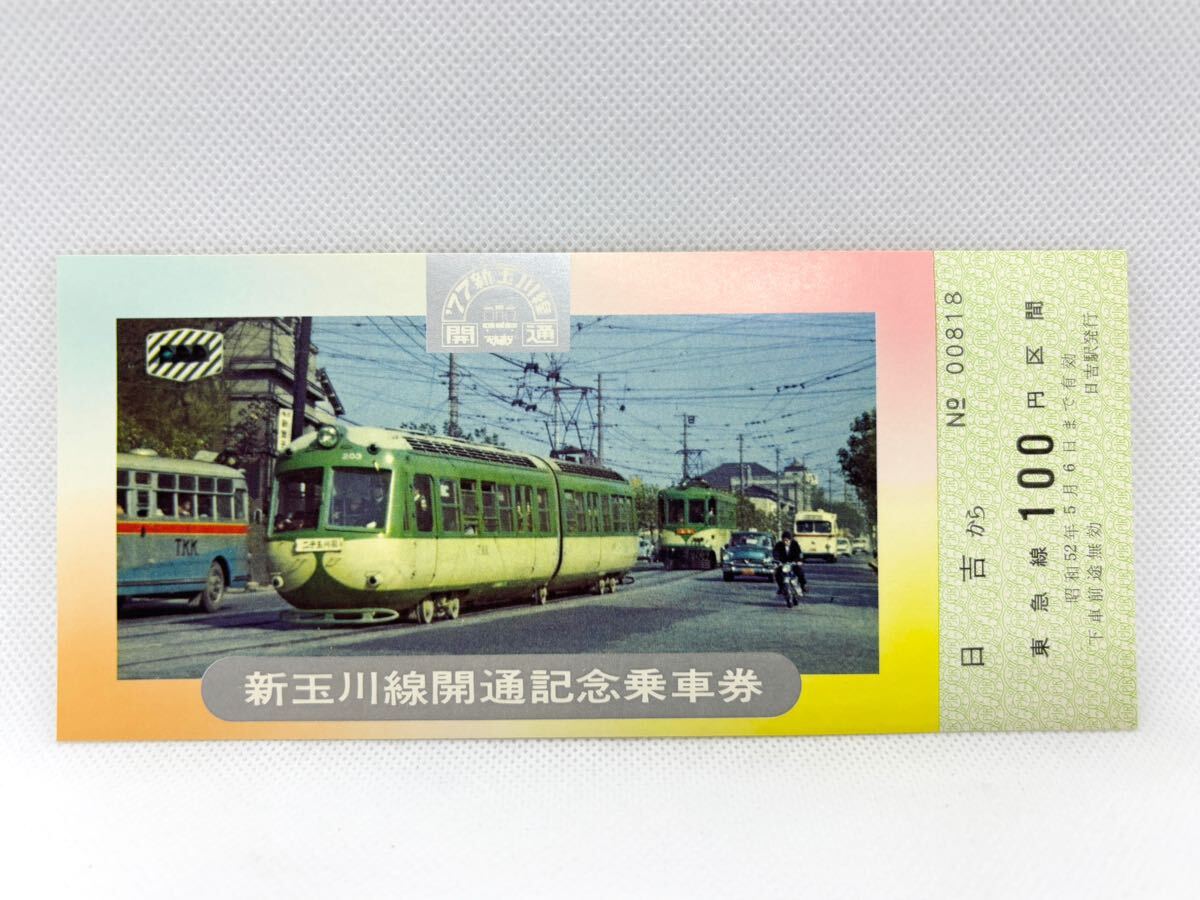 '77新玉川線
開通
203
TKK
二子玉川園
TKK
新玉川線開通記念乗車券
№ 00818
日吉から
東急線100円区間
昭和52年5月6日まで有効
下車前途無効
日吉駅発行